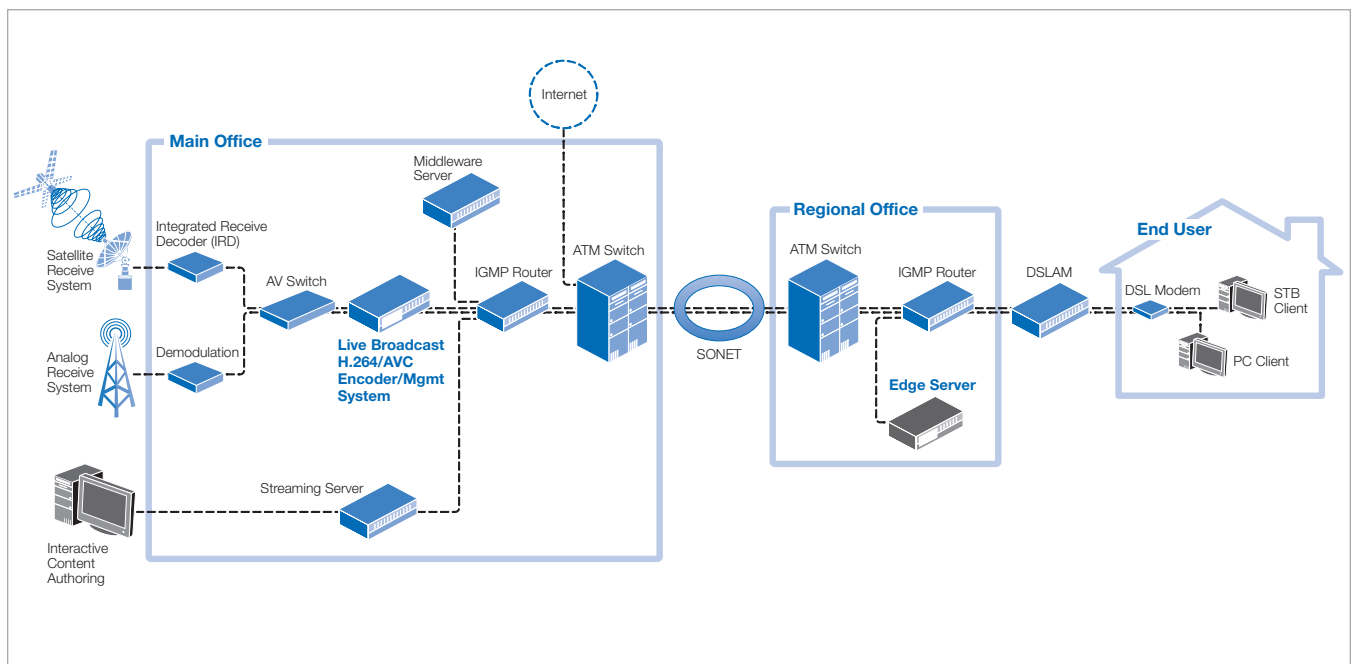 Internet
Main Office
Middleware
Server
Integrated Receive
Decoder (IRD)
Satellite
Receive
System
AV Switch
IGMP Router
ATM Switch
Live Broadcast
H.264/AVC
Encoder/Mgmt
System
Analog
Receive
System
Demodulation
Streaming Server
Interactive
Content
Authoring
SONET
Regional Office
ATM Switch
IGMP Router
Edge Server
DSLAM
End User
DSL Modem
STB
Client
PC Client